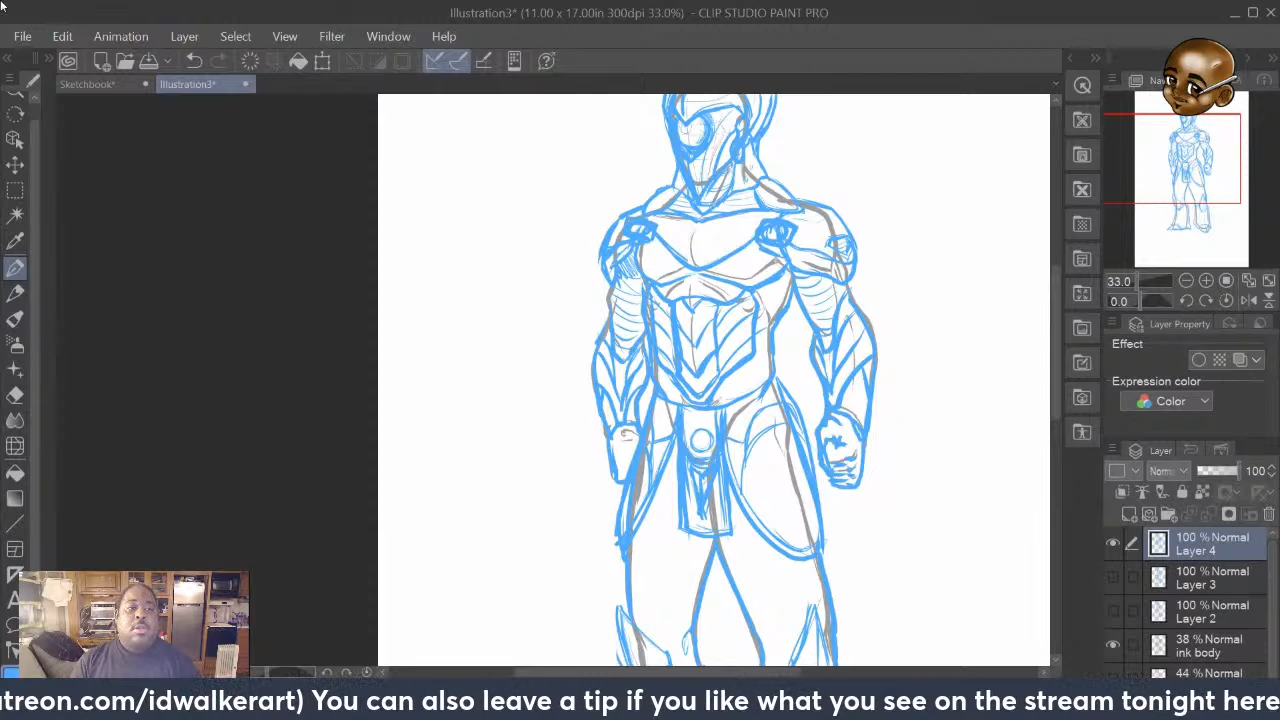 Illustration3* (11.00 x 17.00in 300dpi 33.0%) - CLIP STUDIO PAINT PRO
File Edit Animation Layer Select View Filter Window Help
Sketchbook* Illustration3*
33.0
0.0
Layer Property
Effect
Expression color
Color
Layer
Norma 100
100 % Normal
Layer 4
100 % Normal
Layer 3
100 % Normal
Layer 2
38 % Normal
ink body
44 % Normal
atreon.com/idwalkerart) You can also leave a tip if you like what you see on the stream tonight here